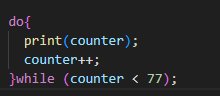 do{
  print(counter);
  counter++;
}while (counter < 77);